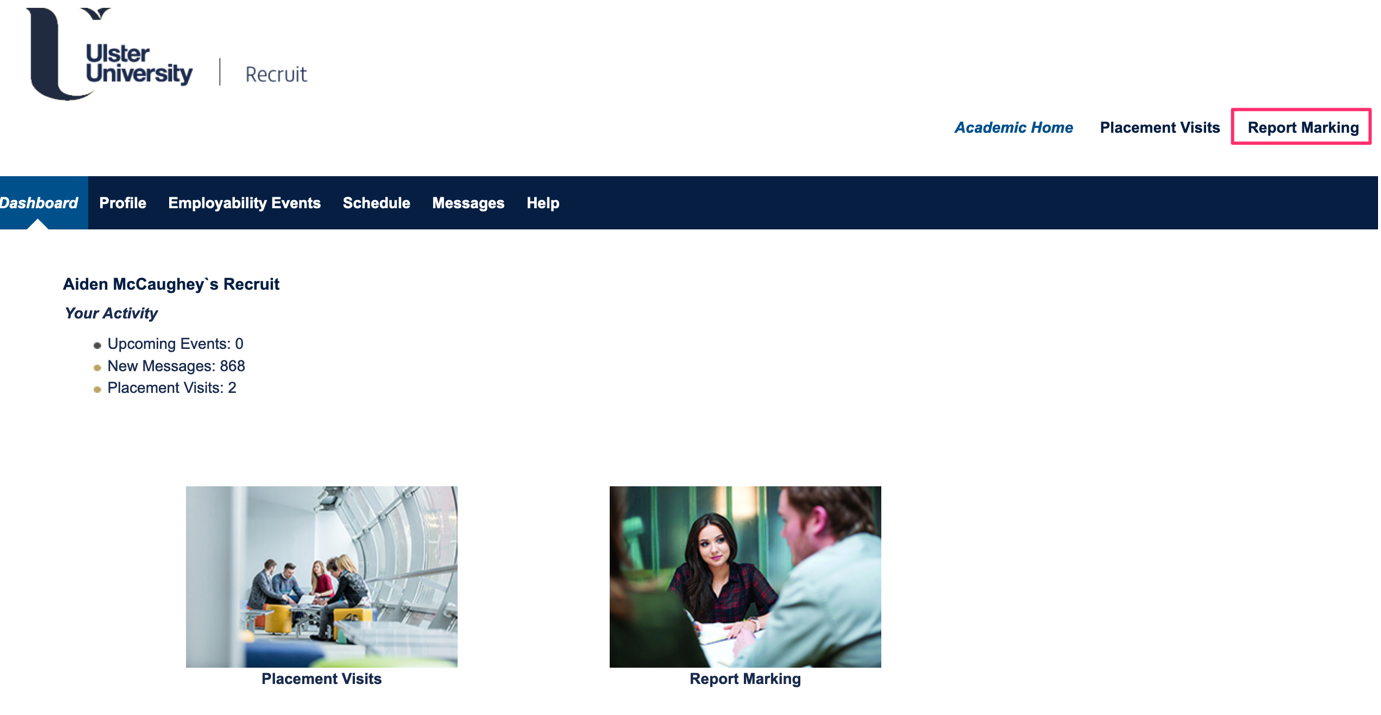 Ulster
University
Recruit
Academic Home Placement Visits Report Marking
Dashboard Profile Employability Events Schedule Messages Help
Aiden McCaughey`s Recruit
Your Activity
Upcoming Events: 0
New Messages: 868
Placement Visits: 2
Placement Visits Report Marking